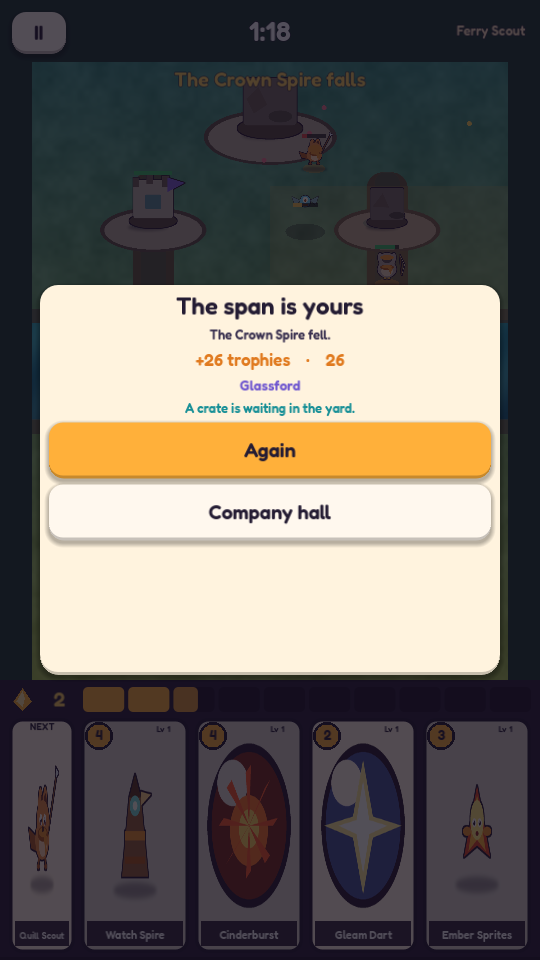 1:18
Ferry Scout
The Crown Spire falls
The span is yours
The Crown Spire fell.
+26 trophies · 26
Glassford
A crate is waiting in the yard.
Again
Company hall
2
NEXT
Quill Scout
4
Lv 1
Watch Spire
4
Lv 1
Cinderburst
2
Lv 1
Gleam Dart
3
Lv 1
Ember Sprites